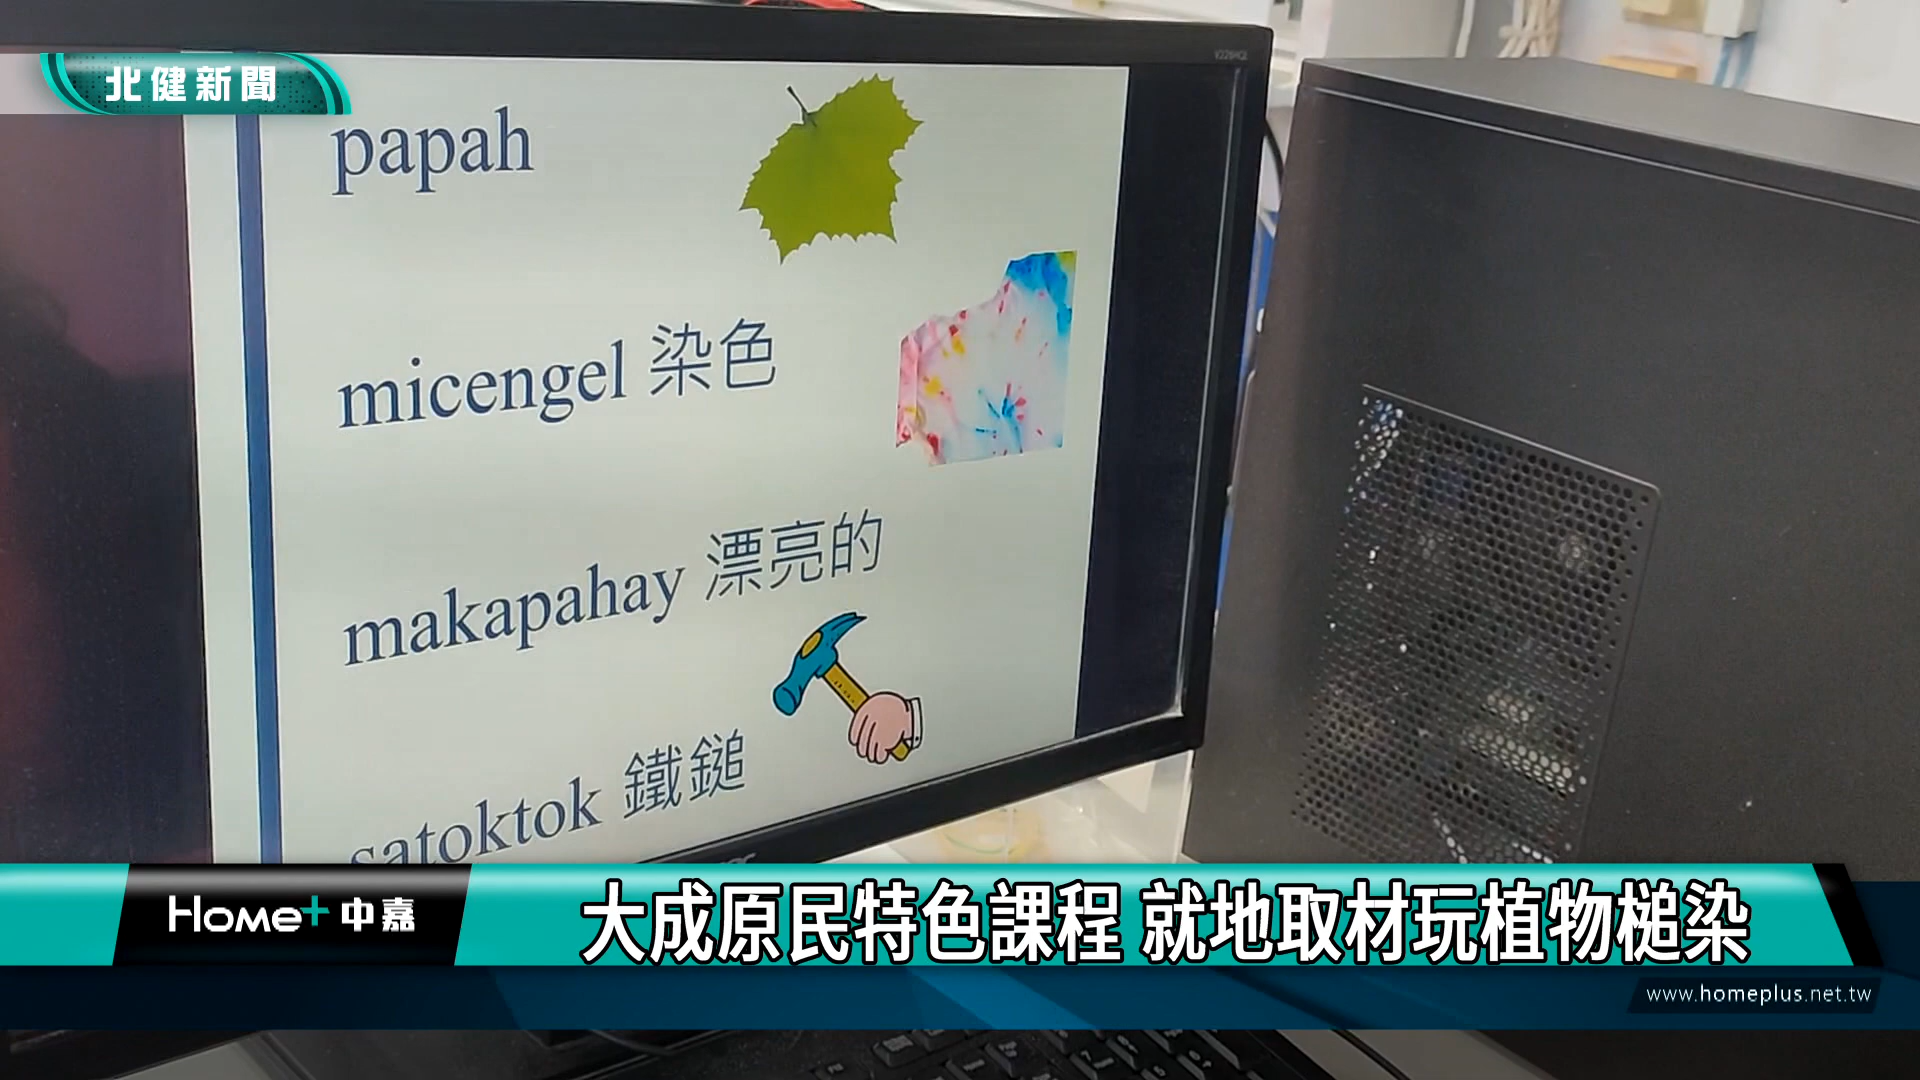 北健新聞
papah
micengel 染色
makapahay 漂亮的
satoktok 鐵鎚
Home+ 中嘉
大成原民特色課程 就地取材玩植物槌染
www.homeplus.net.tw